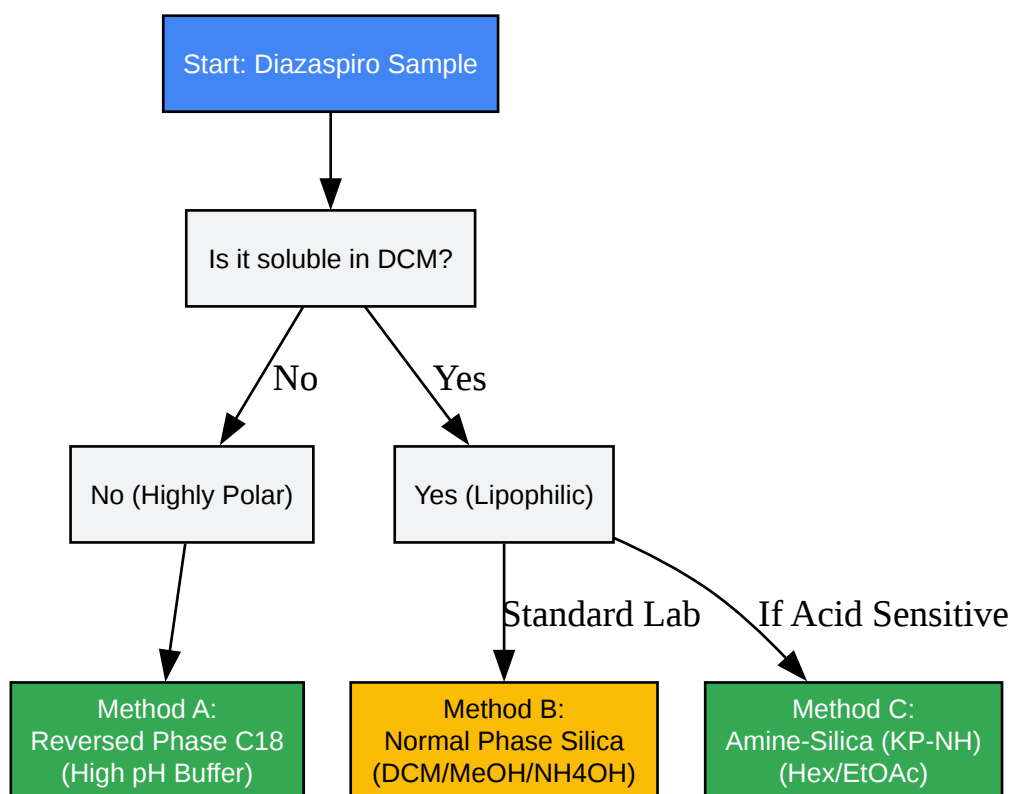 Start: Diazaspiro Sample
Is it soluble in DCM?
No
Yes
No (Highly Polar)
Yes (Lipophilic)
Standard Lab
If Acid Sensitive
Method A:
Reversed Phase C18
(High pH Buffer)
Method B:
Normal Phase Silica
(DCM/MeOH/NH4OH)
Method C:
Amine-Silica (KP-NH)
(Hex/EtOAc)